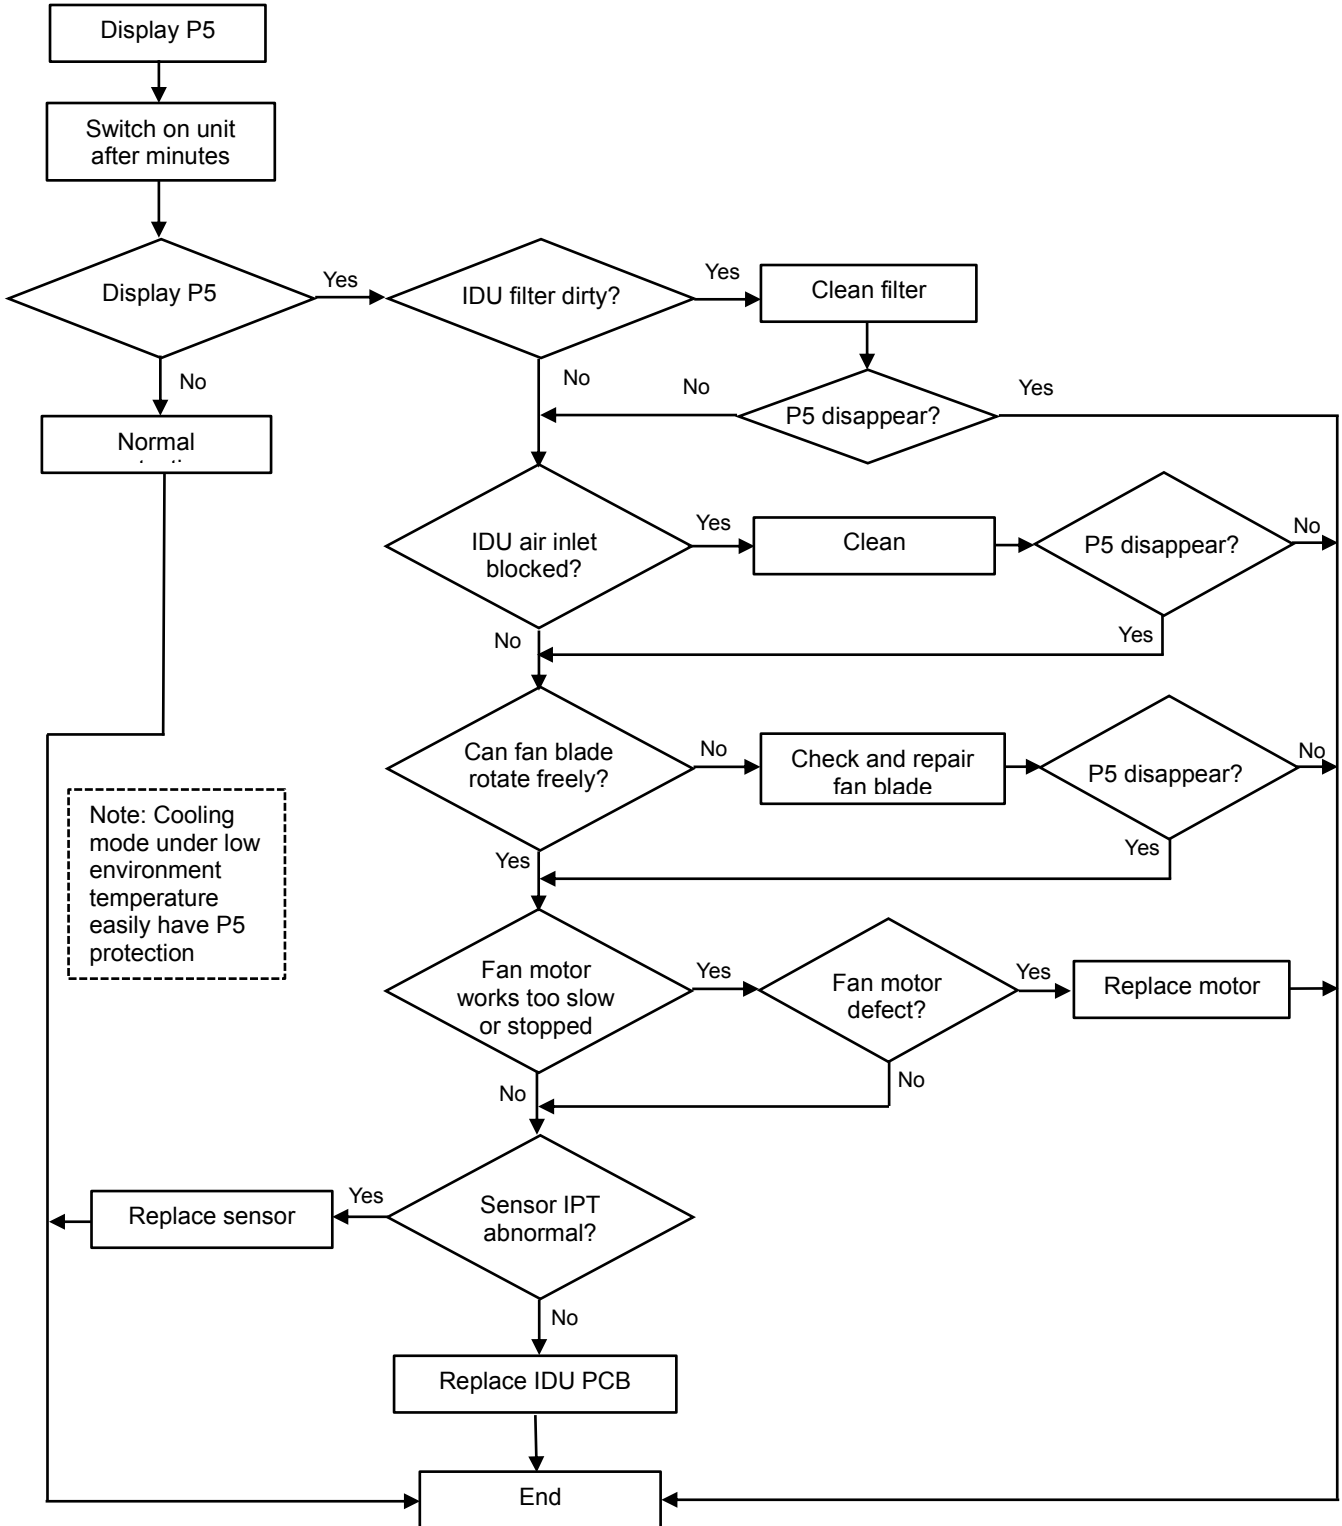 Display P5
Switch on unit
after minutes
Display P5
Yes
IDU filter dirty?
Yes
Clean filter
No
No
No
P5 disappear?
Yes
Normal
IDU air inlet
blocked?
Yes
Clean
P5 disappear?
No
No
Yes
Can fan blade
rotate freely?
No
Check and repair
fan blade
P5 disappear?
No
Note: Cooling
mode under low
environment
temperature
easily have P5
protection
Yes
Yes
Fan motor
works too slow
or stopped
Yes
Fan motor
defect?
Yes
Replace motor
No
No
Sensor IPT
abnormal?
Yes
Replace sensor
No
Replace IDU PCB
End